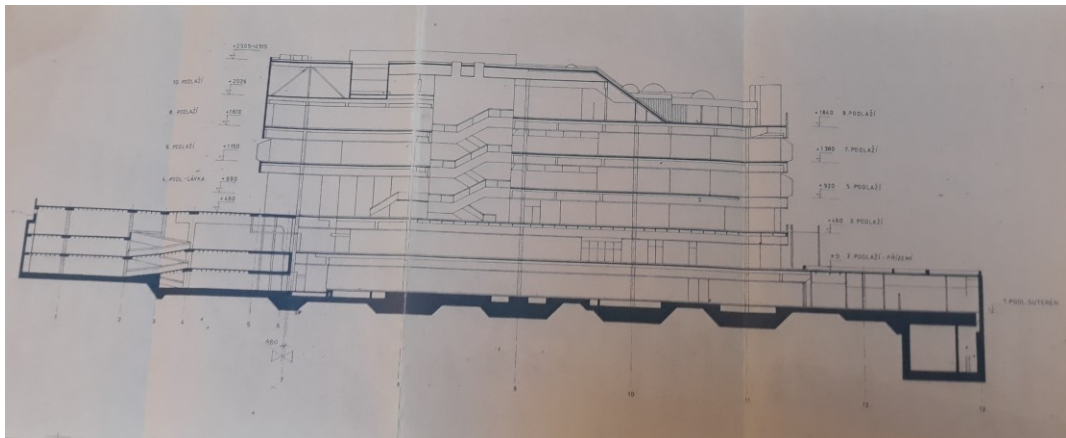 10. PODLAŽÍ
8. PODLAŽÍ
6. PODLAŽÍ
4. PODL-LÁVKA
+1840 9. PODLAŽÍ
+1380 7. PODLAŽÍ
+920 5. PODLAŽÍ
+460 3. PODLAŽÍ
±0 2. PODLAŽÍ-PŘÍZEMÍ
1. PODL. SUTERÉN
+460
1
2
3
5
6
7
8
9
10
11
12
13